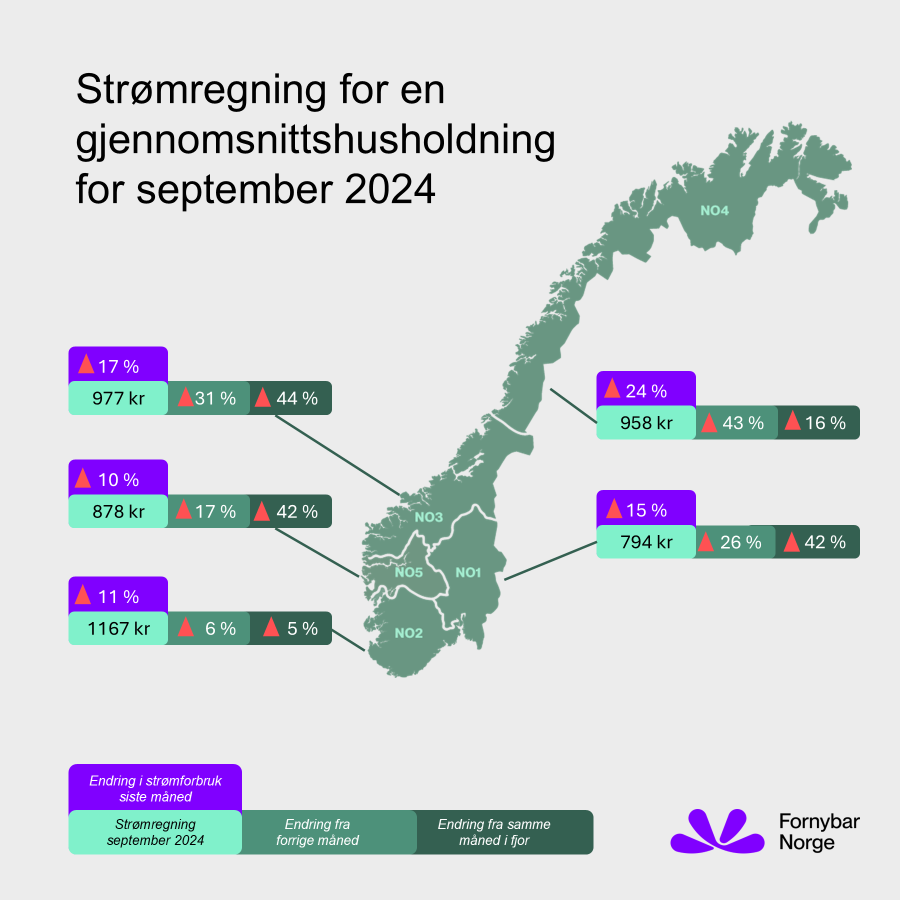 Strømregning for en
gjennomsnittshusholdning
for september 2024
NO4
17 %
977 kr 31 % 44 %
24 %
958 kr 43 % 16 %
10 %
878 kr 17 % 42 %
15 %
794 kr 26 % 42 %
NO3
NO5 NO1
11 %
1167 kr 6 % 5 %
NO2
Endring i strømforbruk
siste måned
Strømregning
september 2024
Endring fra
forrige måned
Endring fra samme
måned i fjor
Fornybar
Norge